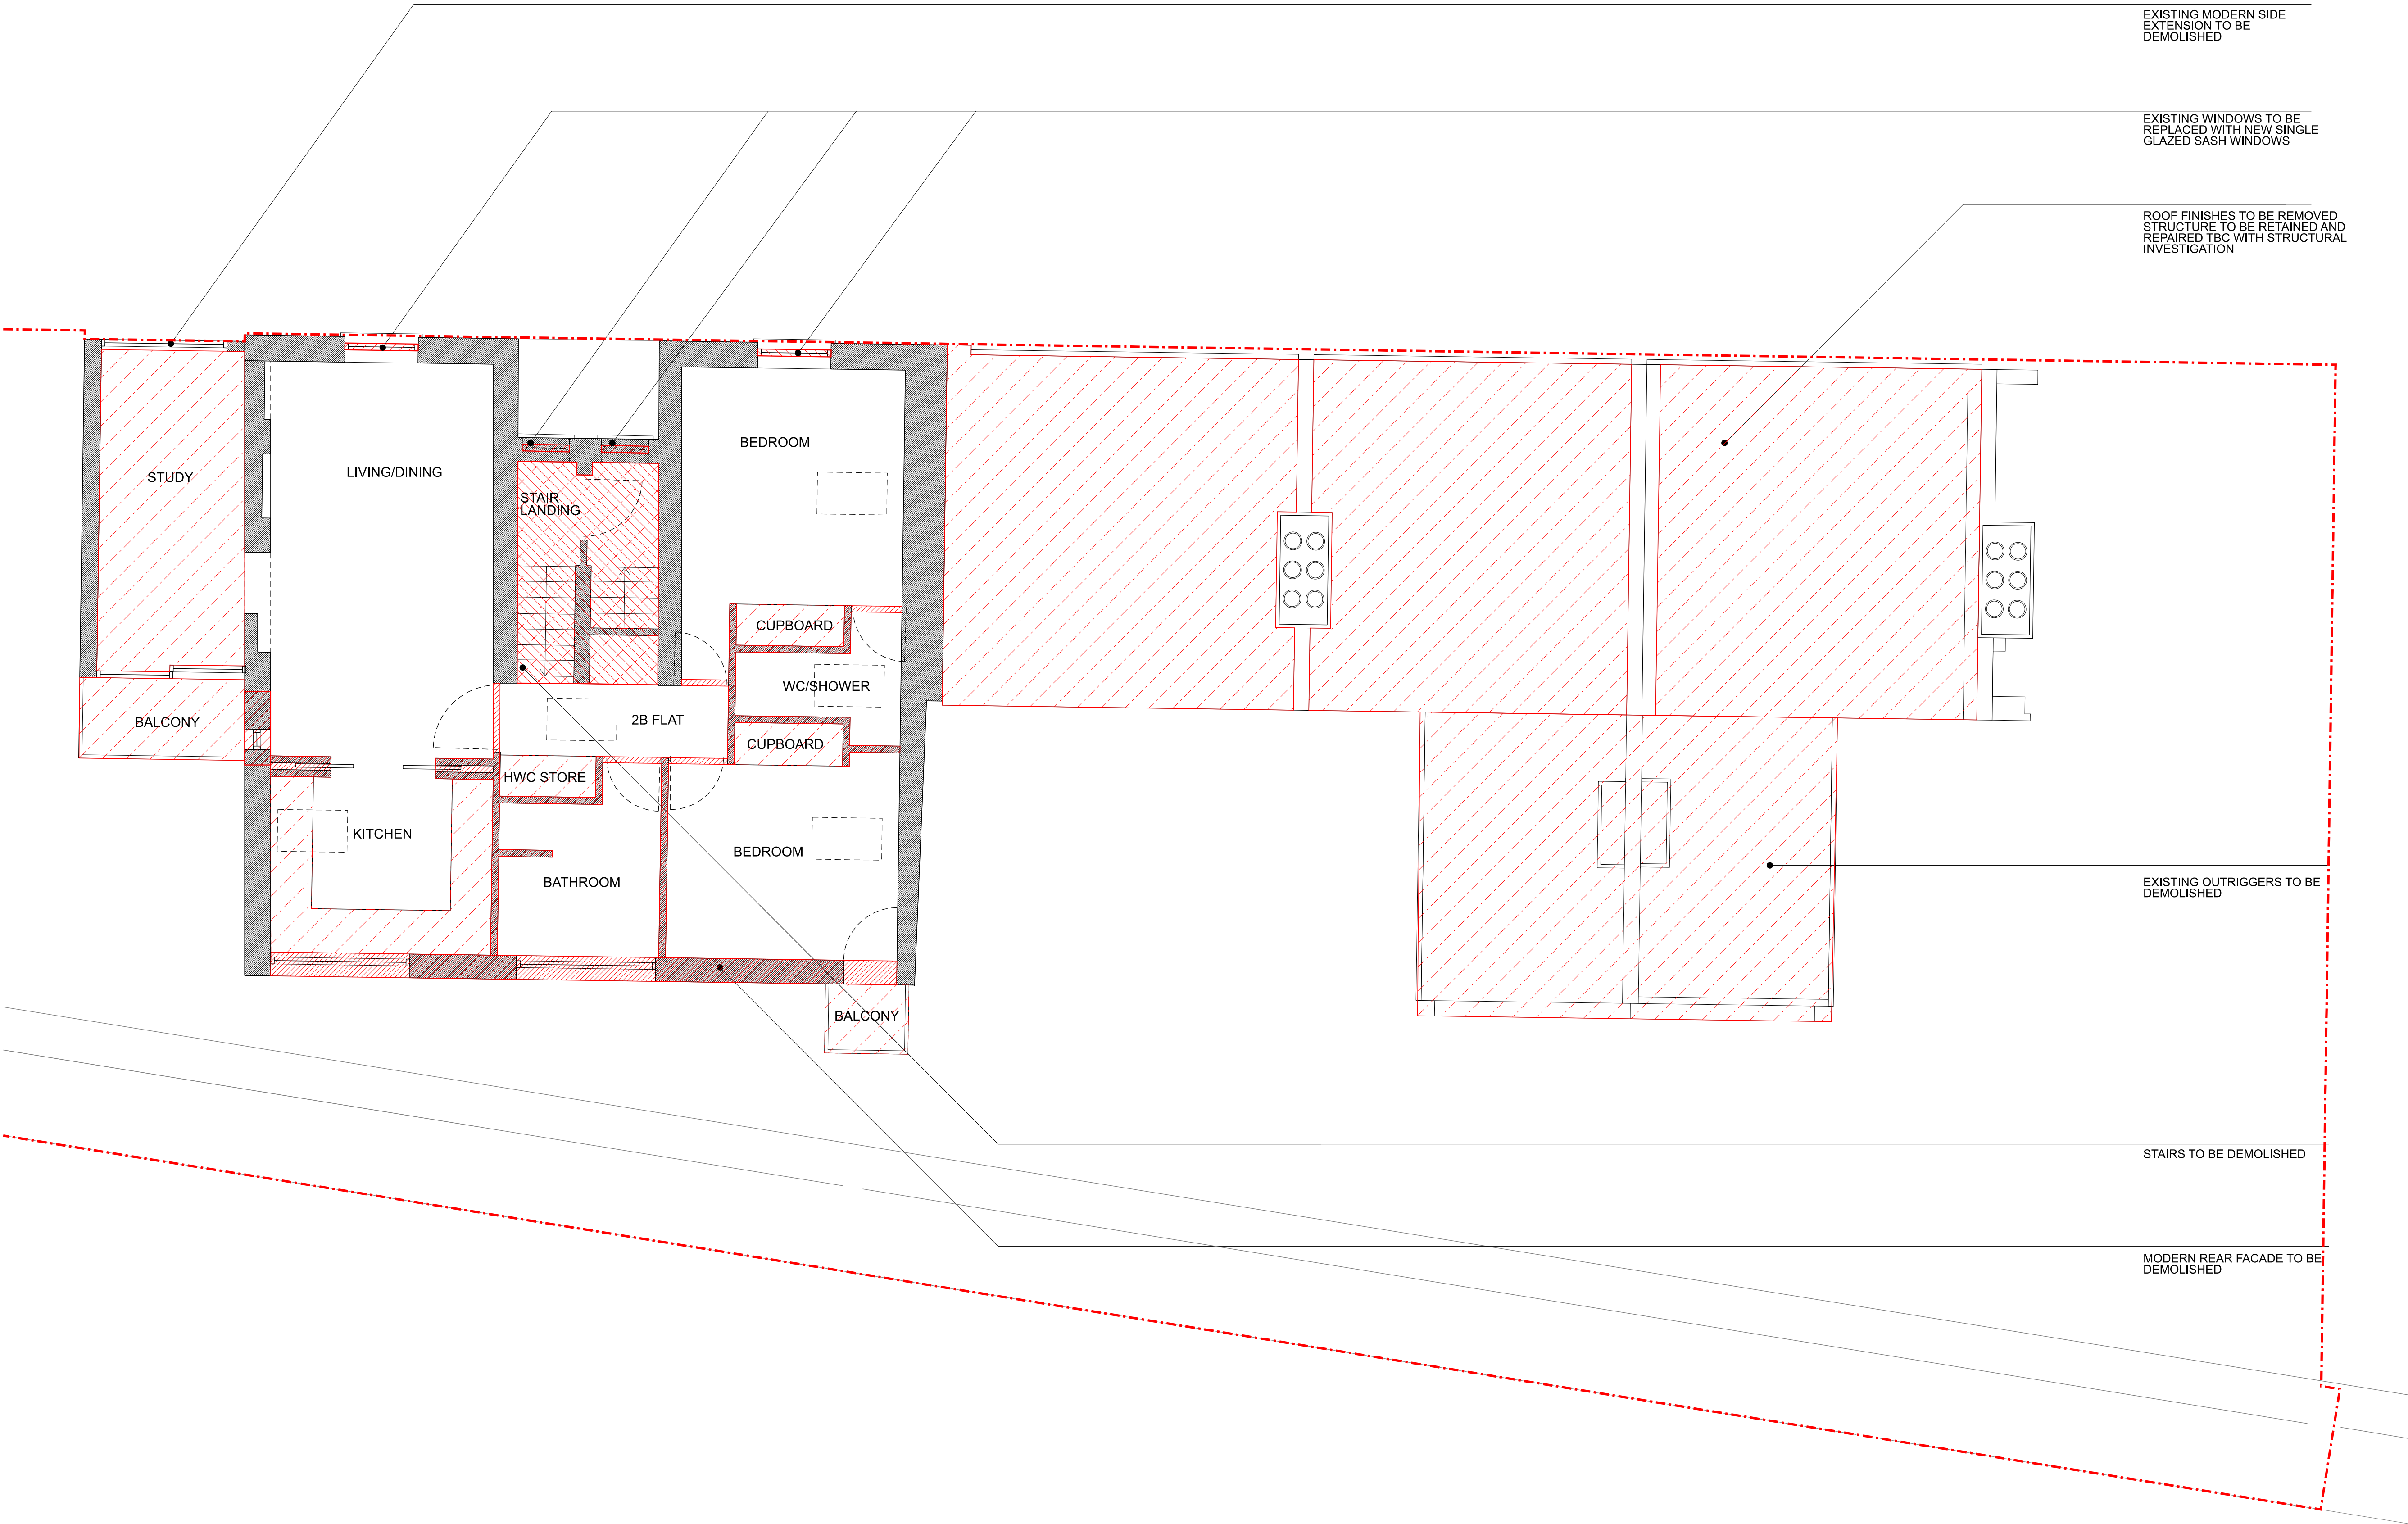 EXISTING MODERN SIDE
EXTENSION TO BE
DEMOLISHED
EXISTING WINDOWS TO BE
REPLACED WITH NEW SINGLE
GLAZED SASH WINDOWS
ROOF FINISHES TO BE REMOVED
STRUCTURE TO BE RETAINED AND
REPAIRED TBC WITH STRUCTURAL
INVESTIGATION
STUDY
LIVING/DINING
STAIR
LANDING
BEDROOM
CUPBOARD
WC/SHOWER
BALCONY
2B FLAT
CUPBOARD
HWC STORE
KITCHEN
BATHROOM
BEDROOM
BALCONY
EXISTING OUTRIGGERS TO BE
DEMOLISHED
STAIRS TO BE DEMOLISHED
MODERN REAR FACADE TO BE
DEMOLISHED